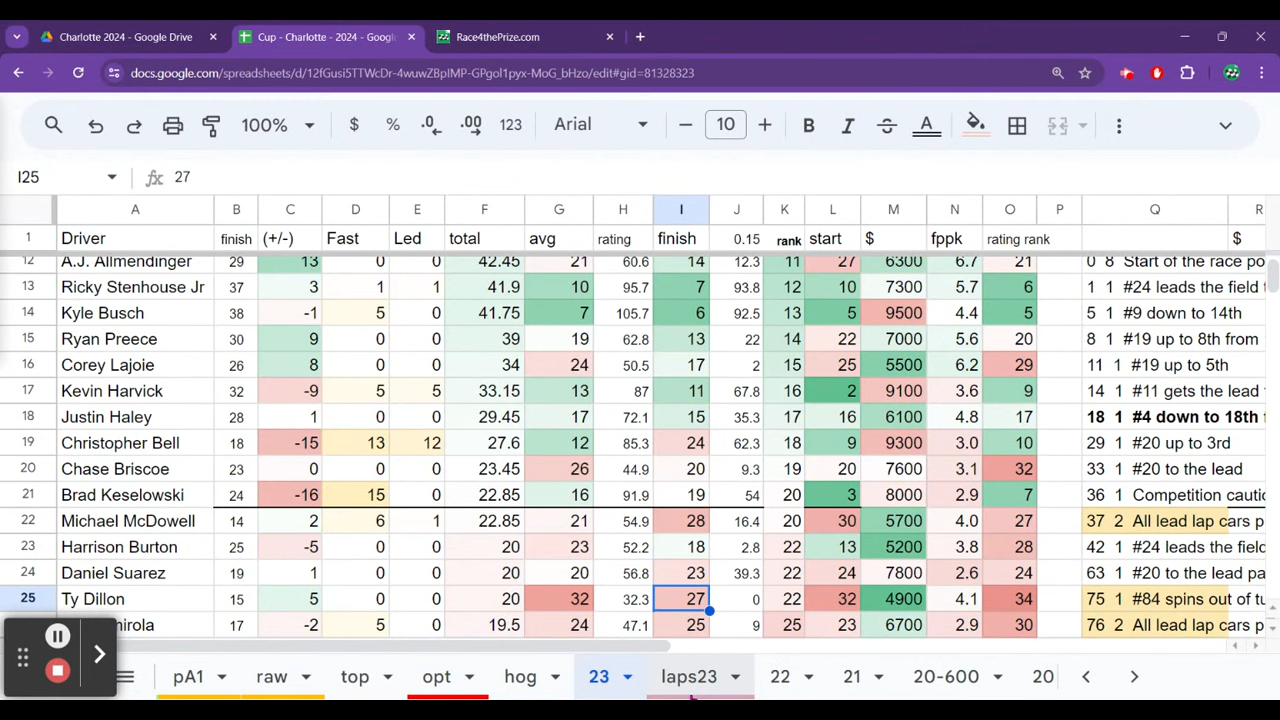 Charlotte 2024 - Google Drive × Cup - Charlotte - 2024 - Googl × Race4thePrize.com × +
docs.google.com/spreadsheets/d/12fGusi5TTWcDr-4wuwZBpIMP-GPgol1pyx-MoG_bHzo/edit#gid=81328323
100% $ % .0 .00 123 Arial − 10 + B I A
I25 fx 27
A B C D E F G H I J K L M N O P Q R
1 Driver finish (+/-) Fast Led total avg rating finish 0.15 rank start $ fppk rating rank $
12 A.J. Allmendinger 29 13 0 0 42.45 21 60.6 14 12.3 11 27 6300 6.7 21 0 8 Start of the race po
13 Ricky Stenhouse Jr 37 3 1 1 41.9 10 95.7 7 93.8 12 10 7300 5.7 6 1 1 #24 leads the field t
14 Kyle Busch 38 -1 5 0 41.75 7 105.7 6 92.5 13 5 9500 4.4 5 5 1 #9 down to 14th
15 Ryan Preece 30 9 0 0 39 19 62.8 13 22 14 22 7000 5.6 20 8 1 #19 up to 8th from
16 Corey Lajoie 26 8 0 0 34 24 50.5 17 2 15 25 5500 6.2 29 11 1 #19 up to 5th
17 Kevin Harvick 32 -9 5 5 33.15 13 87 11 67.8 16 2 9100 3.6 9 14 1 #11 gets the lead
18 Justin Haley 28 1 0 0 29.45 17 72.1 15 35.3 17 16 6100 4.8 17 18 1 #4 down to 18th f
19 Christopher Bell 18 -15 13 12 27.6 12 85.3 24 62.3 18 9 9300 3.0 10 29 1 #20 up to 3rd
20 Chase Briscoe 23 0 0 0 23.45 26 44.9 20 9.3 19 20 7600 3.1 32 33 1 #20 to the lead
21 Brad Keselowski 24 -16 15 0 22.85 16 91.9 19 54 20 3 8000 2.9 7 36 1 Competition cautic
22 Michael McDowell 14 2 6 1 22.85 21 54.9 28 16.4 20 30 5700 4.0 27 37 2 All lead lap cars p
23 Harrison Burton 25 -5 0 0 20 23 52.2 18 2.8 22 13 5200 3.8 28 42 1 #24 leads the field
24 Daniel Suarez 19 1 0 0 20 20 56.8 23 39.3 22 24 7800 2.6 24 63 1 #20 to the lead pa
25 Ty Dillon 15 5 0 0 20 32 32.3 27 0 22 32 4900 4.1 34 75 1 #84 spins out of tu
mirola 17 -2 5 0 19.5 24 47.1 25 9 25 23 6700 2.9 30 76 2 All lead lap cars p
pA1 raw top opt hog 23 laps23 22 21 20-600 20